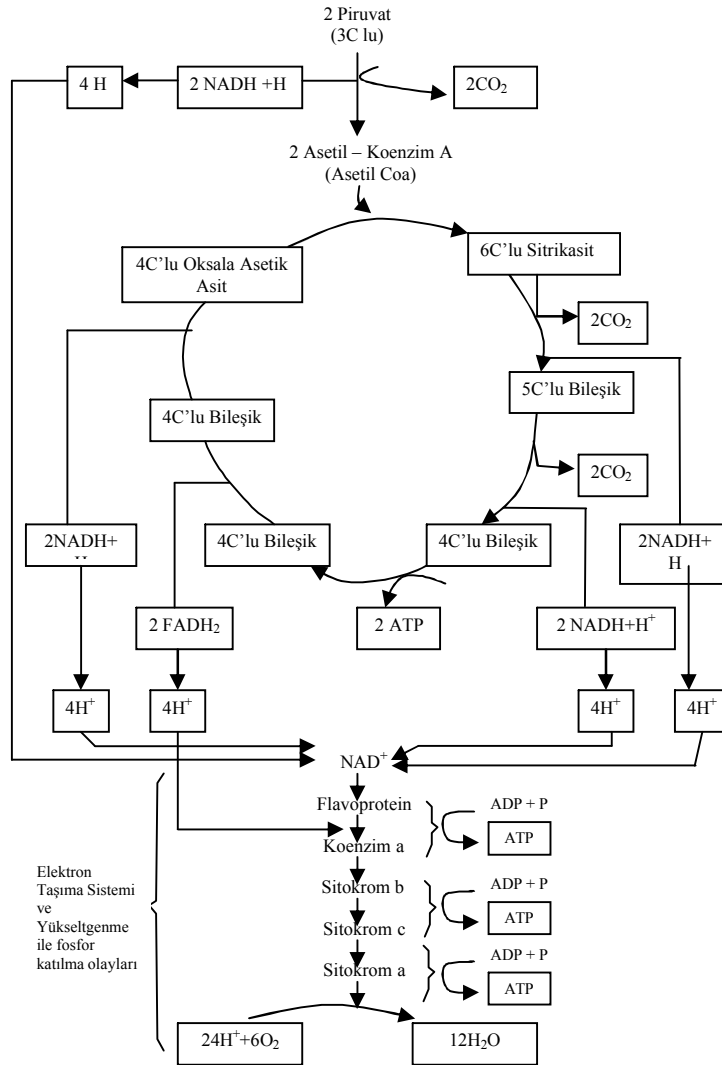 2 Piruvat
(3C lu)
4 H
2 NADH +H
2CO₂
2 Asetil – Koenzim A
(Asetil Coa)
4C’lu Oksala Asetik
Asit
6C’lu Sitrikasit
2CO₂
5C’lu Bileşik
4C’lu Bileşik
2CO₂
2NADH+
4C’lu Bileşik
4C’lu Bileşik
2NADH+
H
2 FADH₂
2 ATP
2 NADH+H⁺
4H⁺
4H⁺
4H⁺
4H⁺
NAD⁺
Flavoprotein
ADP + P
Koenzim a
ATP
Elektron
Taşıma Sistemi
ve
Yükseltgenme
ile fosfor
katılma olayları
Sitokrom b
ADP + P
ATP
Sitokrom c
ADP + P
Sitokrom a
ATP
24H⁺+6O₂
12H₂O